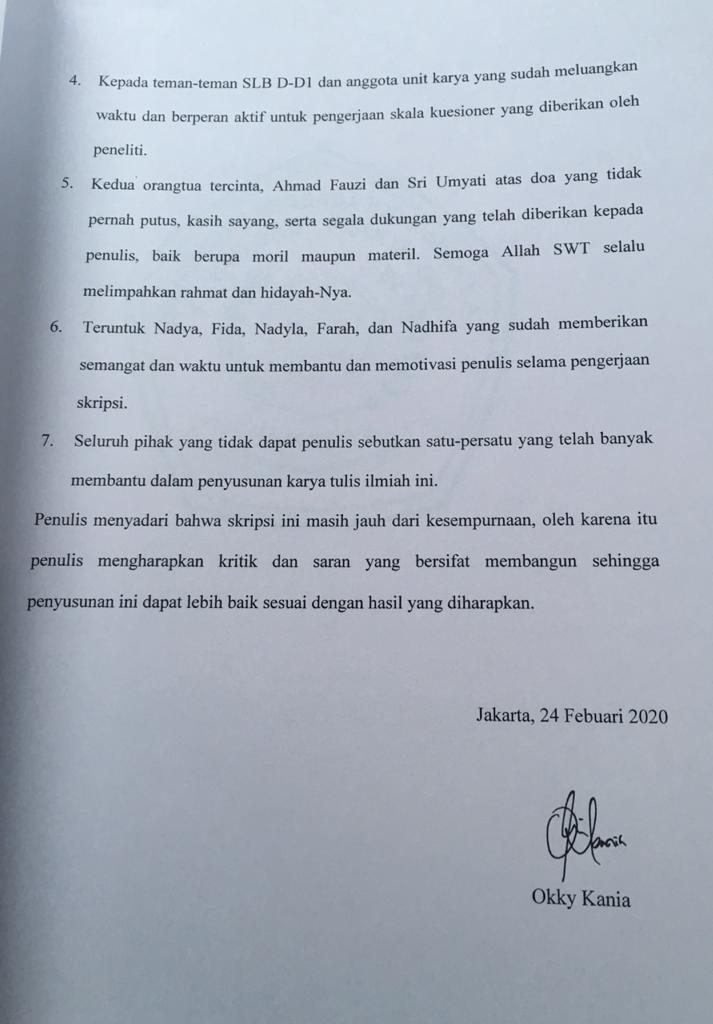 4. Kepada teman-teman SLB D-D1 dan anggota unit karya yang sudah meluangkan
waktu dan berperan aktif untuk pengerjaan skala kuesioner yang diberikan oleh
peneliti.
5. Kedua orangtua tercinta, Ahmad Fauzi dan Sri Umyati atas doa yang tidak
pernah putus, kasih sayang, serta segala dukungan yang telah diberikan kepada
penulis, baik berupa moril maupun materil. Semoga Allah SWT selalu
melimpahkan rahmat dan hidayah-Nya.
6. Teruntuk Nadya, Fida, Nadyla, Farah, dan Nadhifa yang sudah memberikan
semangat dan waktu untuk membantu dan memotivasi penulis selama pengerjaan
skripsi.
7. Seluruh pihak yang tidak dapat penulis sebutkan satu-persatu yang telah banyak
membantu dalam penyusunan karya tulis ilmiah ini.
Penulis menyadari bahwa skripsi ini masih jauh dari kesempurnaan, oleh karena itu
penulis mengharapkan kritik dan saran yang bersifat membangun sehingga
penyusunan ini dapat lebih baik sesuai dengan hasil yang diharapkan.
Jakarta, 24 Febuari 2020
Okky Kania